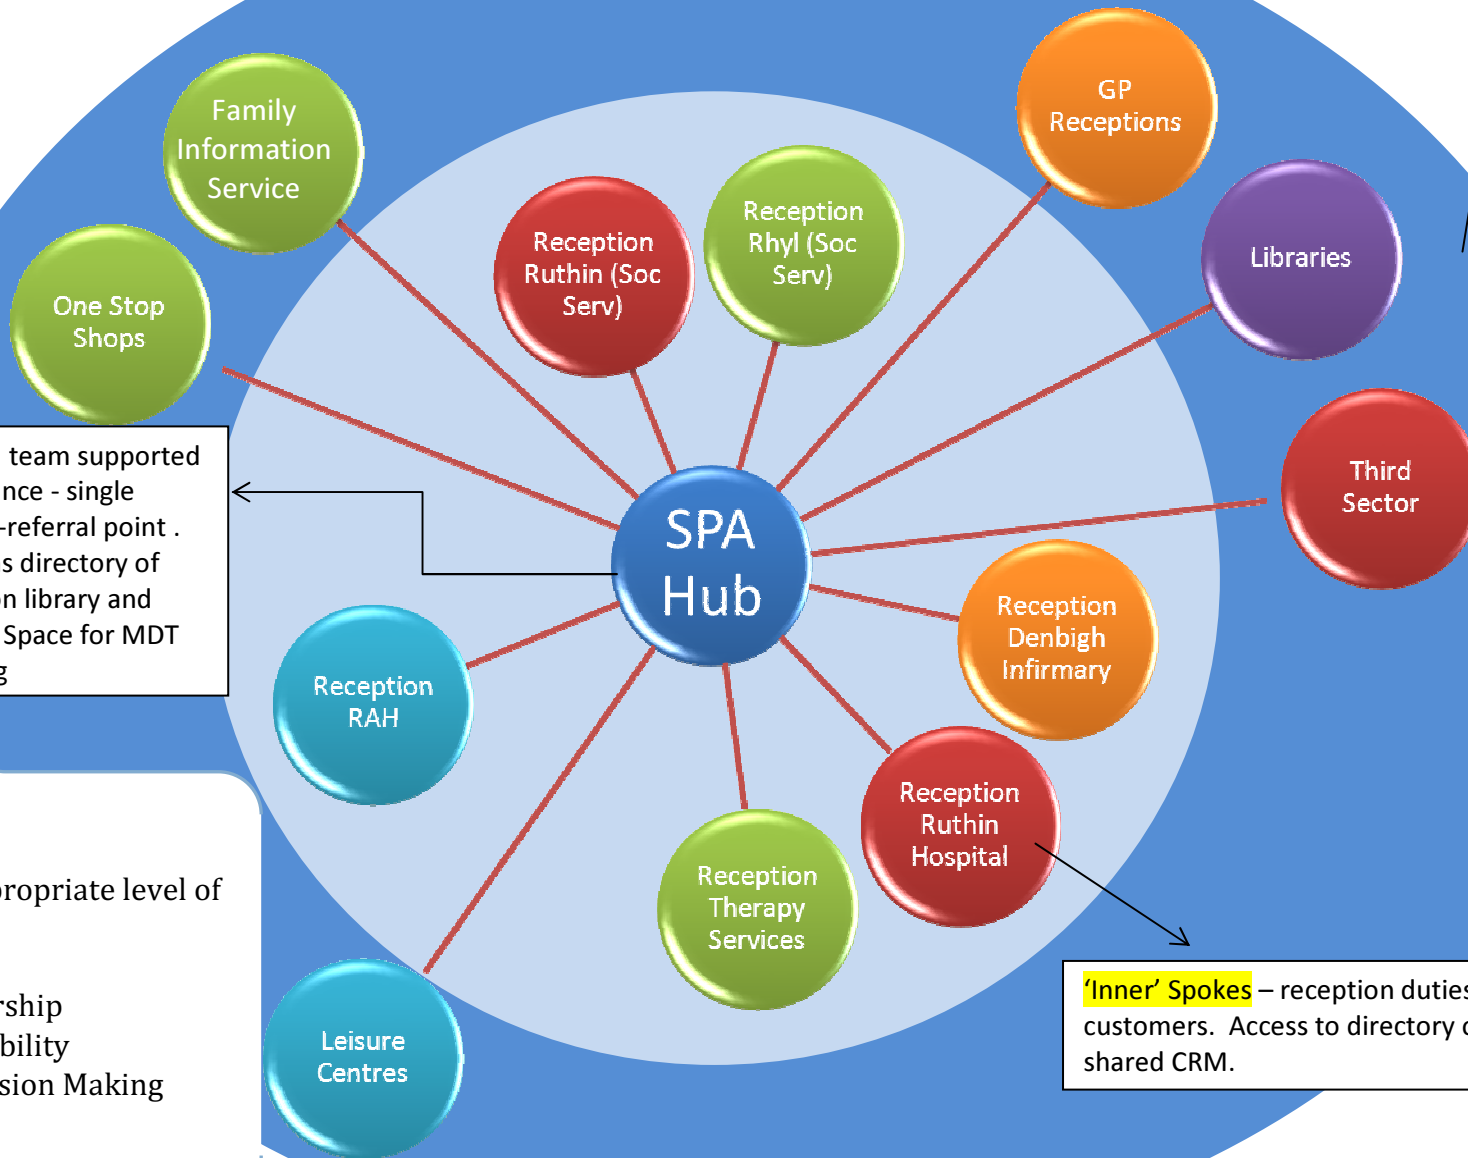 Family
Information
Service
One Stop
Shops
Reception
Ruthin (Soc
Serv)
Reception
Rhyl (Soc
Serv)
GP
Receptions
Libraries
Third
Sector
team supported
nce - single
-referral point .
s directory of
on library and
Space for MDT
g
SPA
Hub
Reception
Denbigh
Infirmary
Reception
RAH
Reception
Ruthin
Hospital
Reception
Therapy
Services
Leisure
Centres
propriate level of
rship
bility
sion Making
‘Inner’ Spokes – reception duties
customers. Access to directory o
shared CRM.